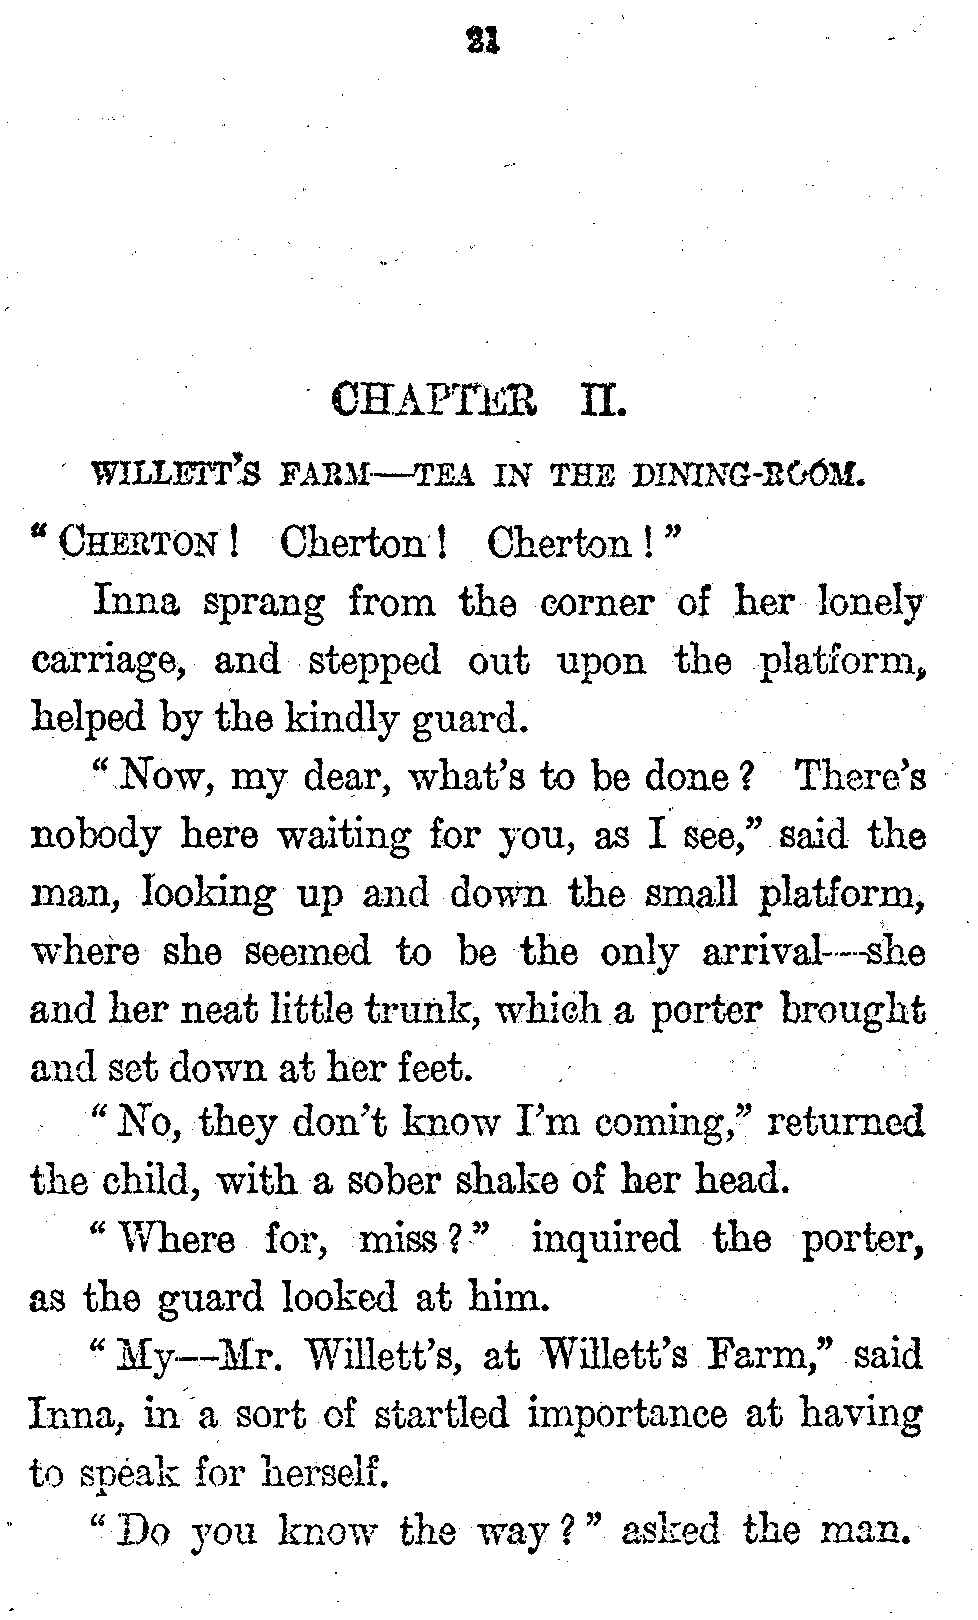 21
CHAPTER II.
WILLETT'S FARM—TEA IN THE DINING-ROOM.
"CHERTON! Cherton! Cherton!"
Inna sprang from the corner of her lonely
carriage, and stepped out upon the platform,
helped by the kindly guard.
"Now, my dear, what's to be done? There's
nobody here waiting for you, as I see," said the
man, looking up and down the small platform,
where she seemed to be the only arrival—she
and her neat little trunk, which a porter brought
and set down at her feet.
"No, they don't know I'm coming," returned
the child, with a sober shake of her head.
"Where for, miss?" inquired the porter,
as the guard looked at him.
"My—Mr. Willett's, at Willett's Farm," said
Inna, in a sort of startled importance at having
to speak for herself.
"Do you know the way?" asked the man.